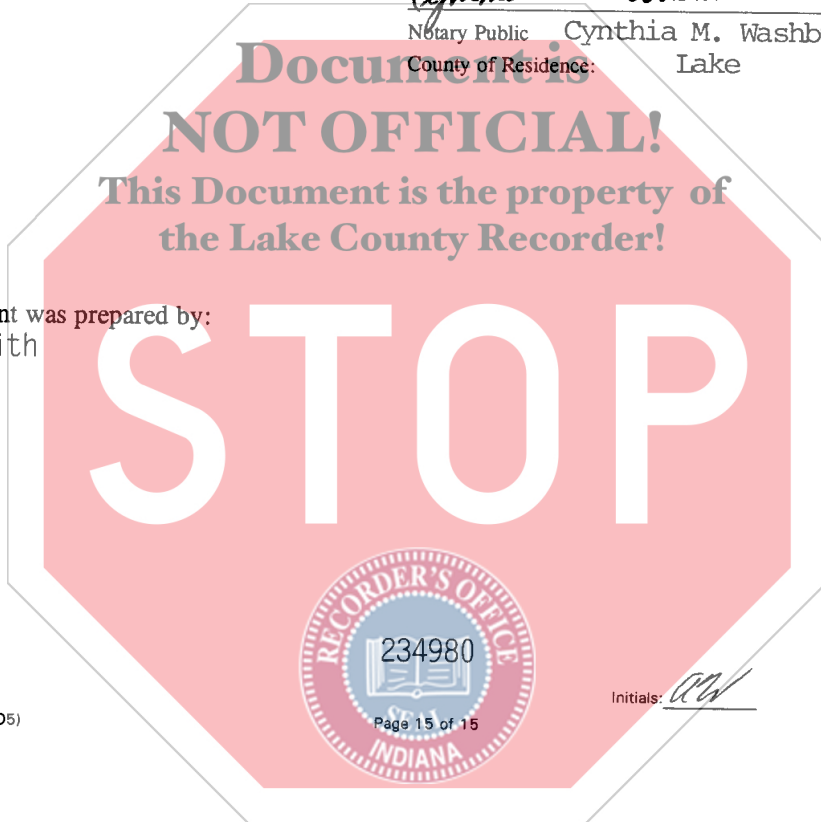 Notary Public Cynthia M. Washb
County of Residence: Lake
Document is
NOT OFFICIAL!
This Document is the property of
the Lake County Recorder!
nt was prepared by:
ith
STOP
RECORDER'S OFFICE
234980
SEAL
Page 15 of 15
INDIANA
Initials:
05)